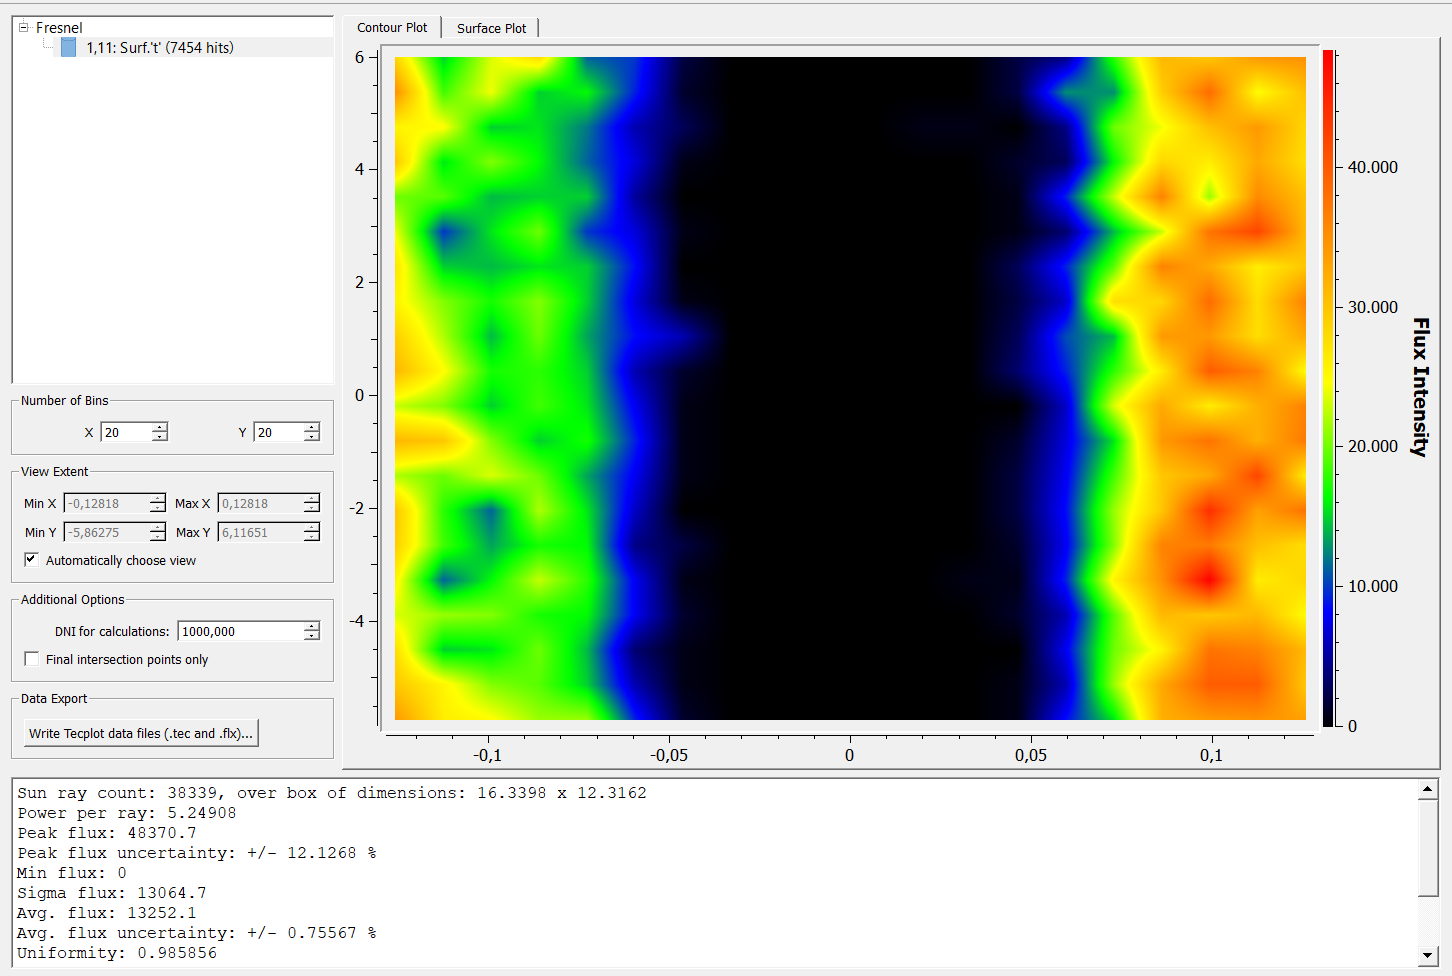 Fresnel
1,11: Surf.'t' (7454 hits)
Number of Bins
X 20 Y 20
View Extent
Min X -0,12818 Max X 0,12818
Min Y -5,86275 Max Y 6,11651
Automatically choose view
Additional Options
DNI for calculations: 1000,000
Final intersection points only
Data Export
Write Tecplot data files (.tec and .flx)...
Contour Plot Surface Plot
6
4
2
0
-2
-4
-0,1 -0,05 0 0,05 0,1
40.000
30.000
20.000
10.000
0
Flux Intensity
Sun ray count: 38339, over box of dimensions: 16.3398 x 12.3162
Power per ray: 5.24908
Peak flux: 48370.7
Peak flux uncertainty: +/- 12.1268 %
Min flux: 0
Sigma flux: 13064.7
Avg. flux: 13252.1
Avg. flux uncertainty: +/- 0.75567 %
Uniformity: 0.985856